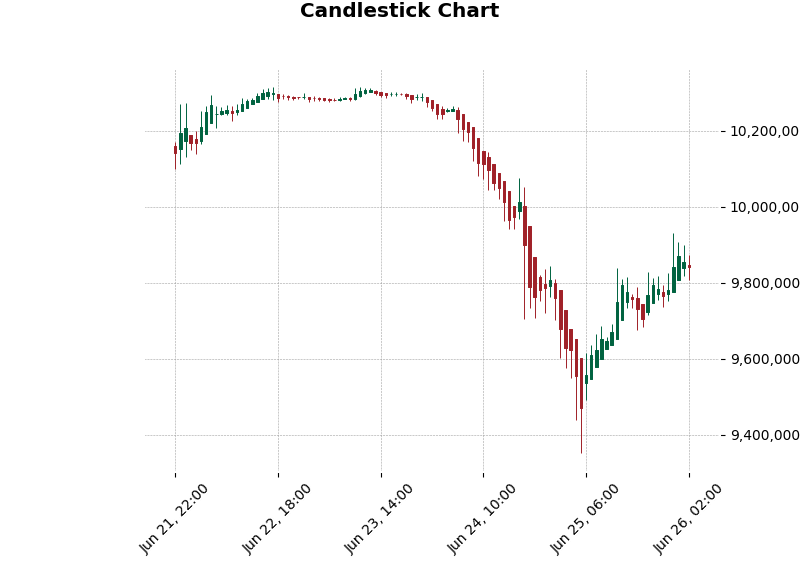 Candlestick Chart
10,200,00
10,000,00
9,800,000
9,600,000
9,400,000
Jun 21, 22:00
Jun 22, 18:00
Jun 23, 14:00
Jun 24, 10:00
Jun 25, 06:00
Jun 26, 02:00